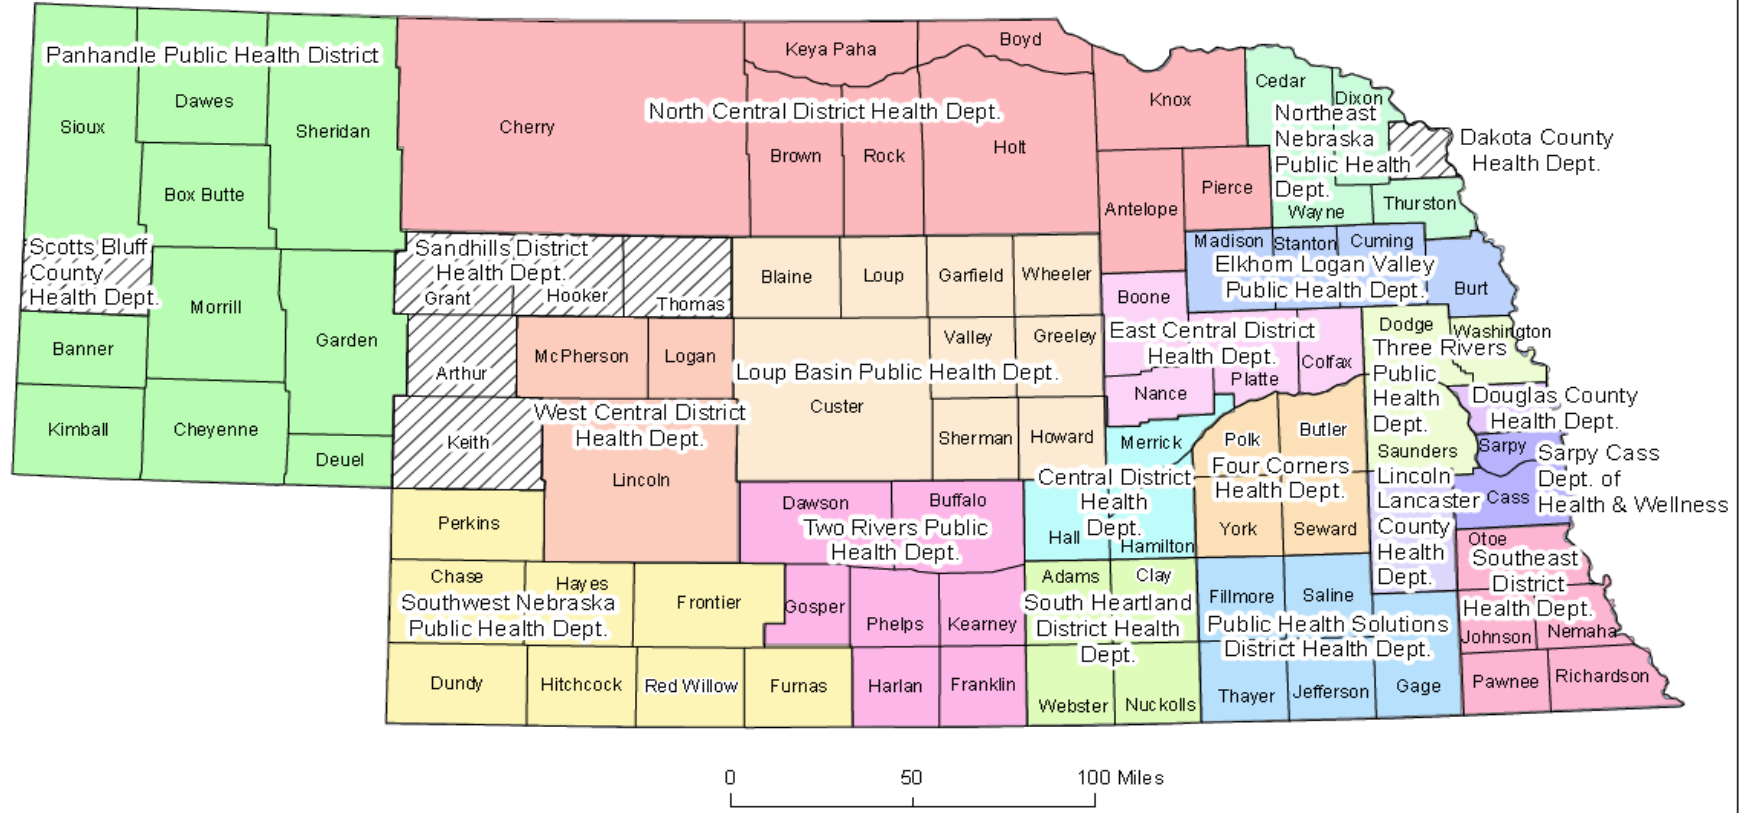 Panhandle Public Health District
Sioux
Dawes
Sheridan
Box Butte
Scotts Bluff
County
Health Dept.
Morrill
Garden
Banner
Kimball
Cheyenne
Deuel
North Central District Health Dept.
Cherry
Keya Paha
Boyd
Brown
Rock
Holt
Knox
Antelope
Pierce
Cedar
Dixon
Northeast
Nebraska
Public Health
Dept.
Wayne
Thurston
Dakota County
Health Dept.
Sandhills District
Health Dept.
Grant
Hooker
Thomas
Arthur
Keith
McPherson
Logan
West Central District
Health Dept.
Lincoln
Blaine
Loup
Garfield
Wheeler
Valley
Greeley
Loup Basin Public Health Dept.
Custer
Sherman
Howard
Madison
Stanton
Cuming
Elkhorn Logan Valley
Public Health Dept.
Burt
Boone
East Central District
Health Dept.
Colfax
Platte
Nance
Dodge
Washington
Three Rivers
Public
Health
Dept.
Saunders
Douglas County
Health Dept.
Sarpy
Sarpy Cass
Dept. of
Health & Wellness
Cass
Merrick
Central District
Health
Dept.
Hall
Hamilton
Polk
Butler
Four Corners
Health Dept.
York
Seward
Lincoln
Lancaster
County
Health
Dept.
Otoe
Southeast
District
Health Dept.
Johnson
Nemaha
Pawnee
Richardson
Perkins
Chase
Hayes
Frontier
Southwest Nebraska
Public Health Dept.
Dundy
Hitchcock
Red Willow
Furnas
Dawson
Buffalo
Two Rivers Public
Health Dept.
Gosper
Phelps
Kearney
Harlan
Franklin
Adams
Clay
South Heartland
District Health
Dept.
Webster
Nuckolls
Fillmore
Saline
Public Health Solutions
District Health Dept.
Thayer
Jefferson
Gage
0 50 100 Miles